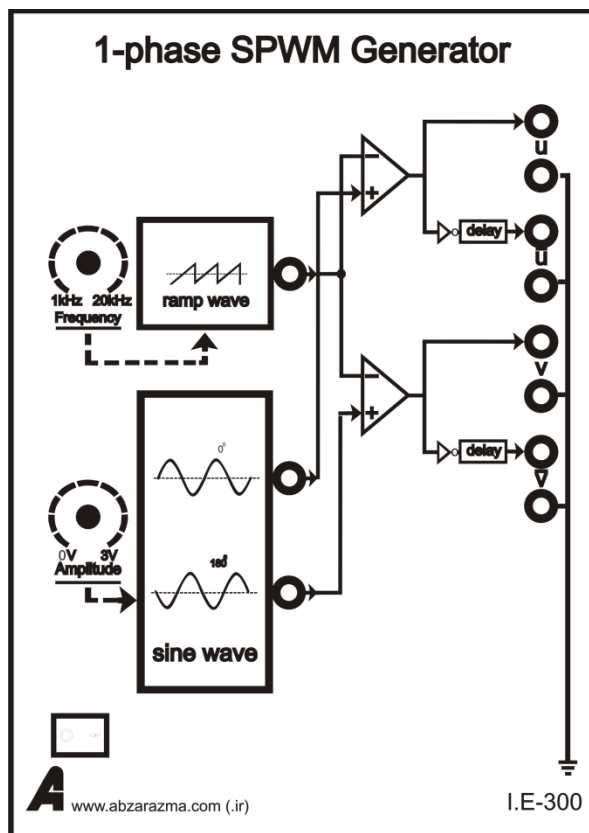 1-phase SPWM Generator
u
delay
ū
1kHz 20kHz
Frequency
ramp wave
v
delay
v̄
0°
0V 3V
Amplitude
180°
sine wave
A www.abzarazma.com (.ir)
I.E-300